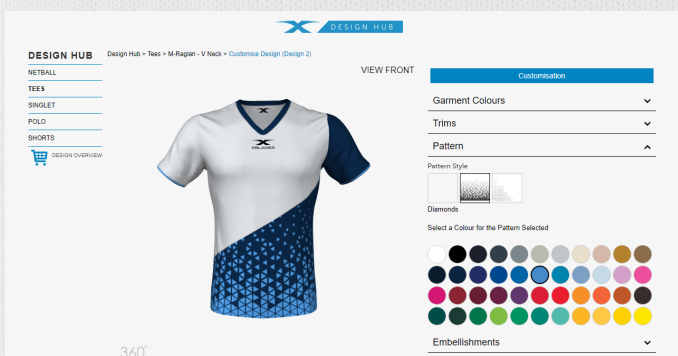 DESIGN HUB
DESIGN HUB
Design Hub > Tees > M-Raglan - V Neck > Customise Design (Design 2)
VIEW FRONT
NETBALL
TEES
SINGLET
POLO
SHORTS
DESIGN OVERVIEW
XBLADES
Customisation
Garment Colours
Trims
Pattern
Pattern Style
Diamonds
Select a Colour for the Pattern Selected
Embellishments
360°